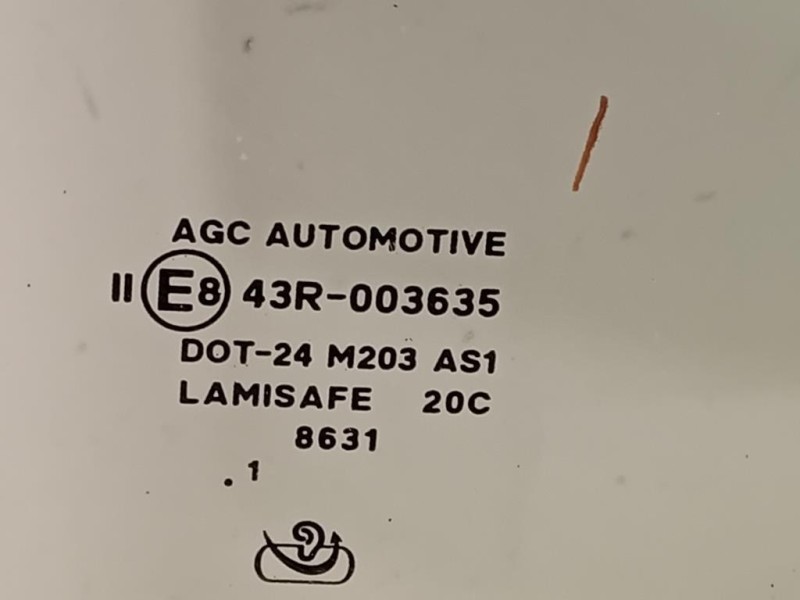 AGC AUTOMOTIVE
II E8 43R-003635
DOT-24 M203 AS1
LAMISAFE 20C
8631
. 1